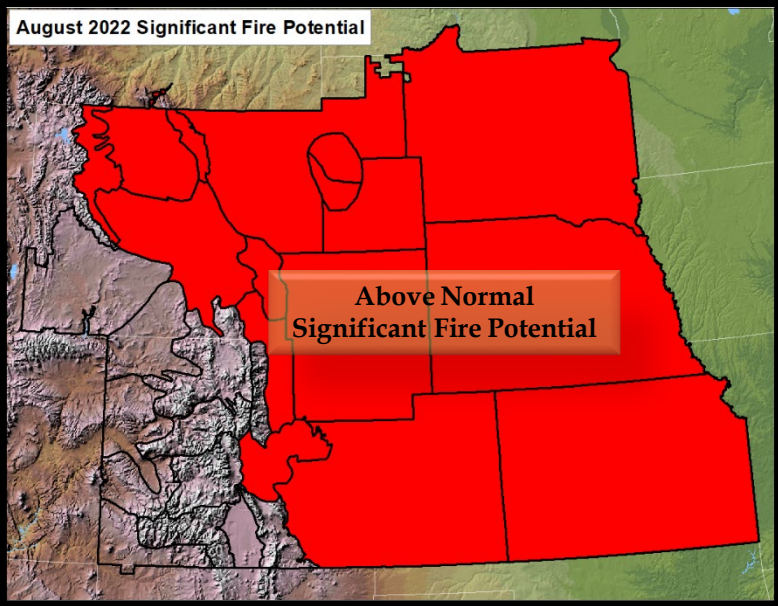 August 2022 Significant Fire Potential
Above Normal
Significant Fire Potential